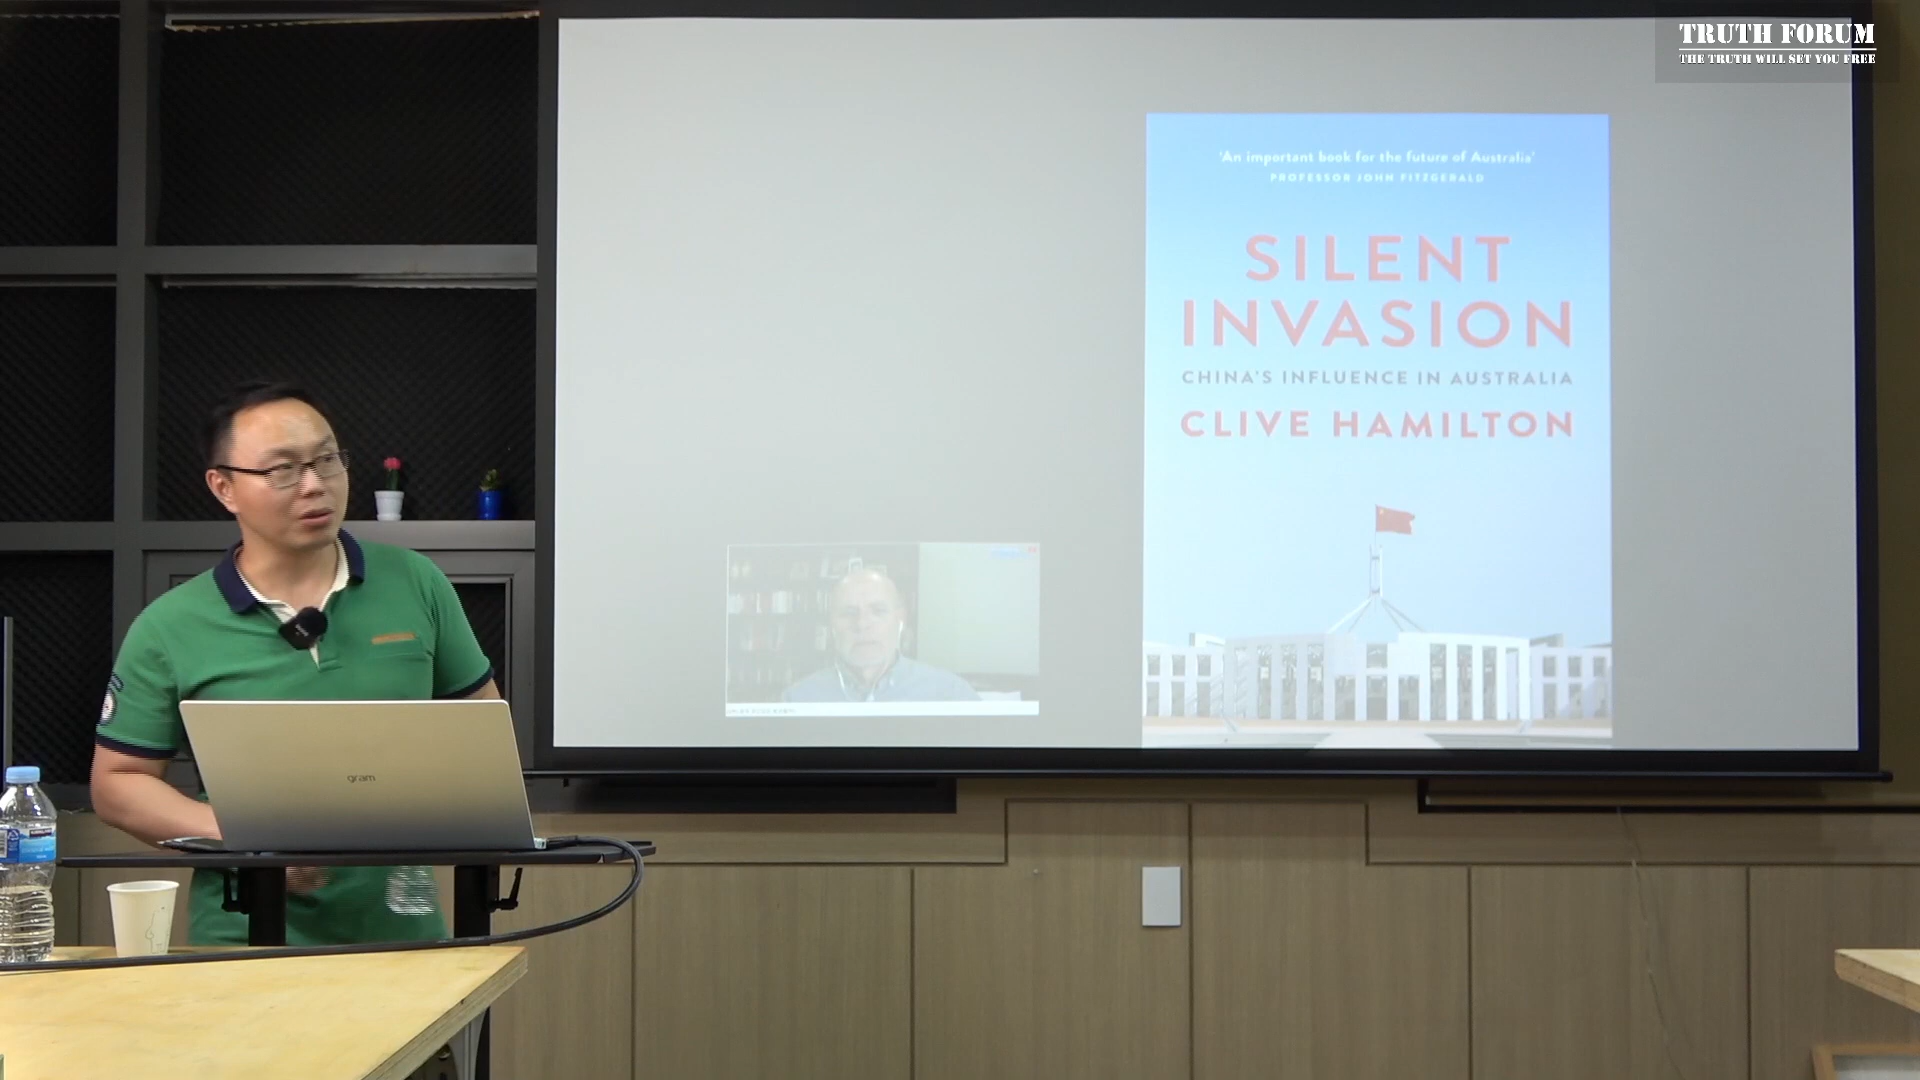 TRUTH FORUM
THE TRUTH WILL SET YOU FREE
'An important book for the future of Australia'
PROFESSOR JOHN FITZGERALD
SILENT
INVASION
CHINA'S INFLUENCE IN AUSTRALIA
CLIVE HAMILTON
gram